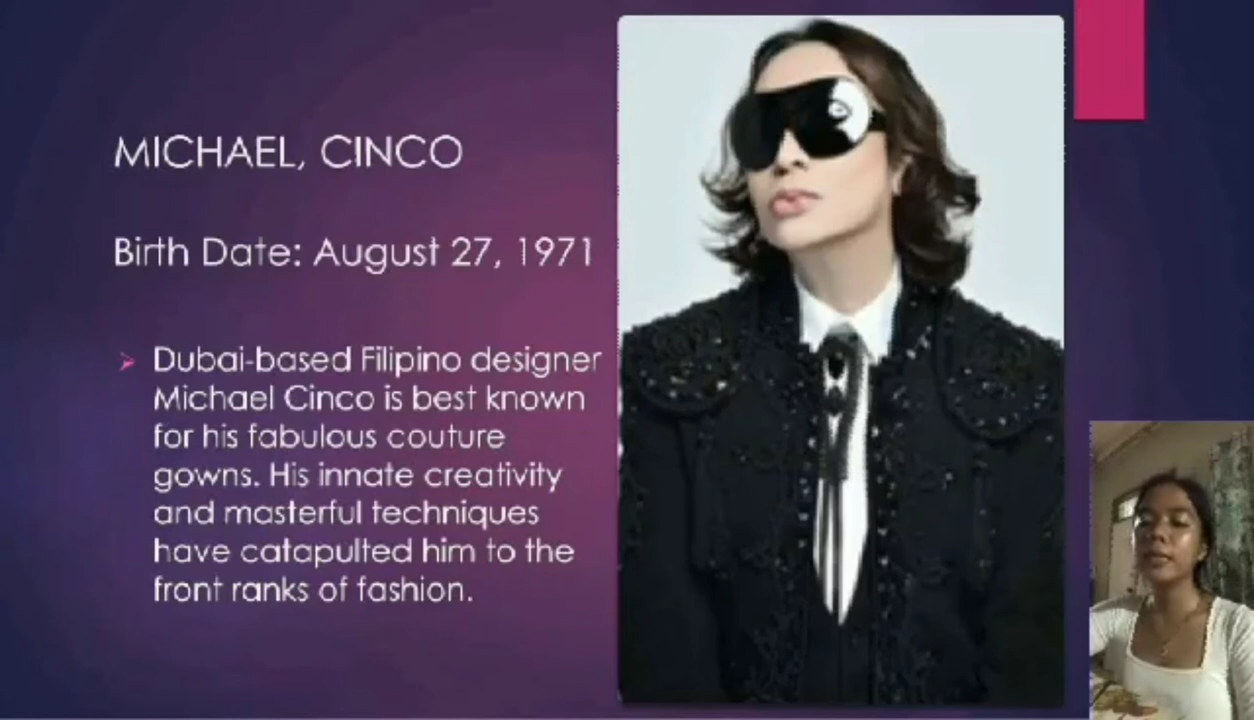 MICHAEL, CINCO
Birth Date: August 27, 1971
Dubai-based Filipino designer
Michael Cinco is best known
for his fabulous couture
gowns. His innate creativity
and masterful techniques
have catapulted him to the
front ranks of fashion.